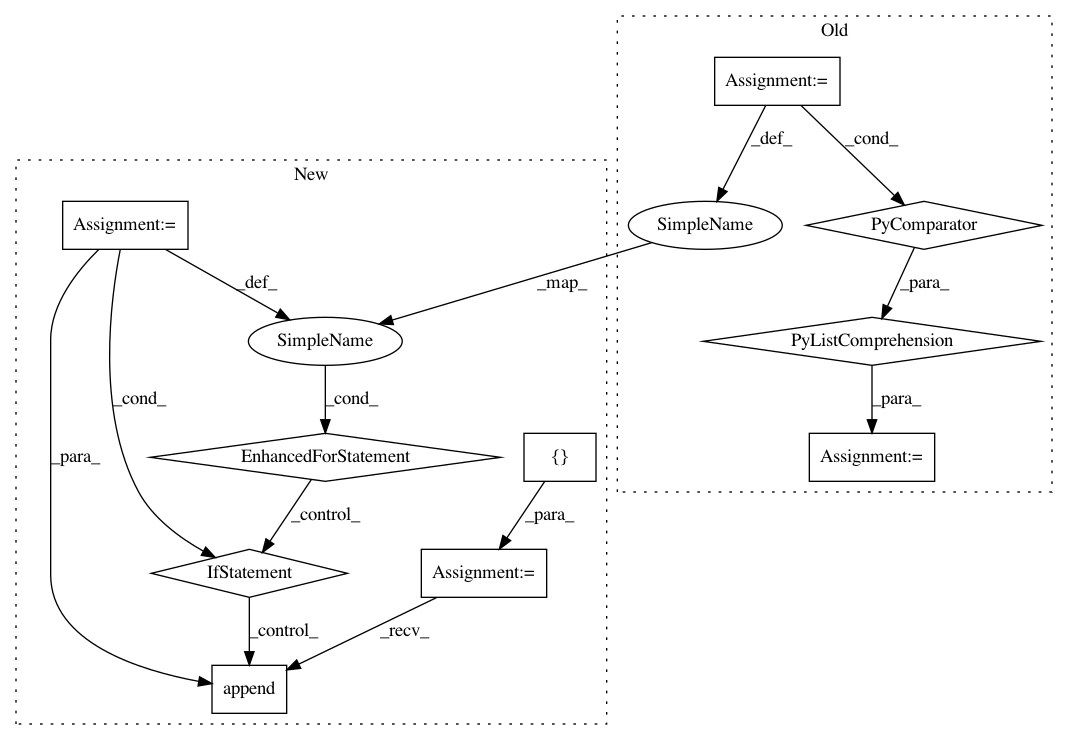 Old
Assignment:=
_def_
_cond_
New
Assignment:=
SimpleName
PyComparator
_def_
_map_
_para_
SimpleName
PyListComprehension
_para_
_cond_
_cond_
_para_
EnhancedForStatement
{}
Assignment:=
_control_
_para_
IfStatement
Assignment:=
_control_
_recv_
append